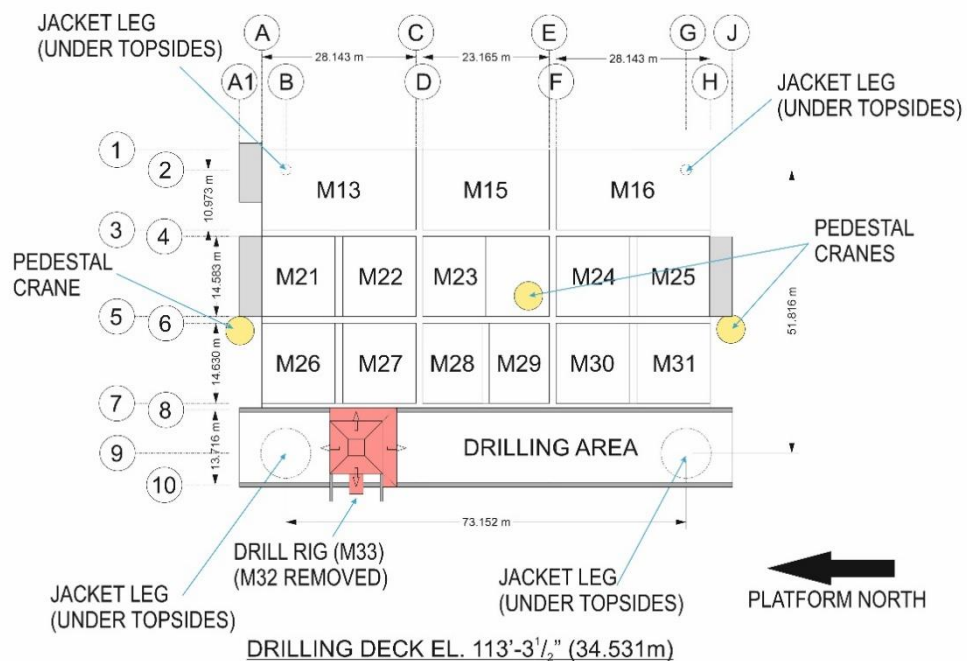 JACKET LEG
(UNDER TOPSIDES)
A
C
E
G
J
28.143 m
23.165 m
28.143 m
A1
B
D
F
H
JACKET LEG
(UNDER TOPSIDES)
1
2
10.973 m
M13
M15
M16
3
4
PEDESTAL
CRANE
14.583 m
M21
M22
M23
M24
M25
PEDESTAL
CRANES
51.816 m
5
6
14.630 m
M26
M27
M28
M29
M30
M31
7
8
9
13.716 m
DRILLING AREA
10
73.152 m
DRILL RIG (M33)
(M32 REMOVED)
JACKET LEG
(UNDER TOPSIDES)
JACKET LEG
(UNDER TOPSIDES)
PLATFORM NORTH
DRILLING DECK EL. 113'-3 1/2" (34.531m)